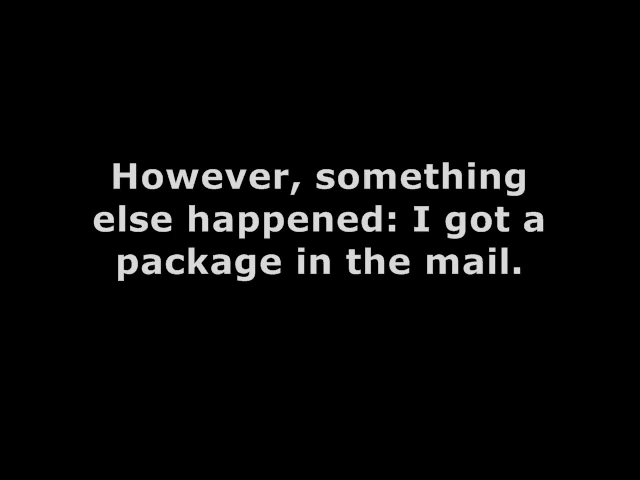 However, something
else happened: I got a
package in the mail.